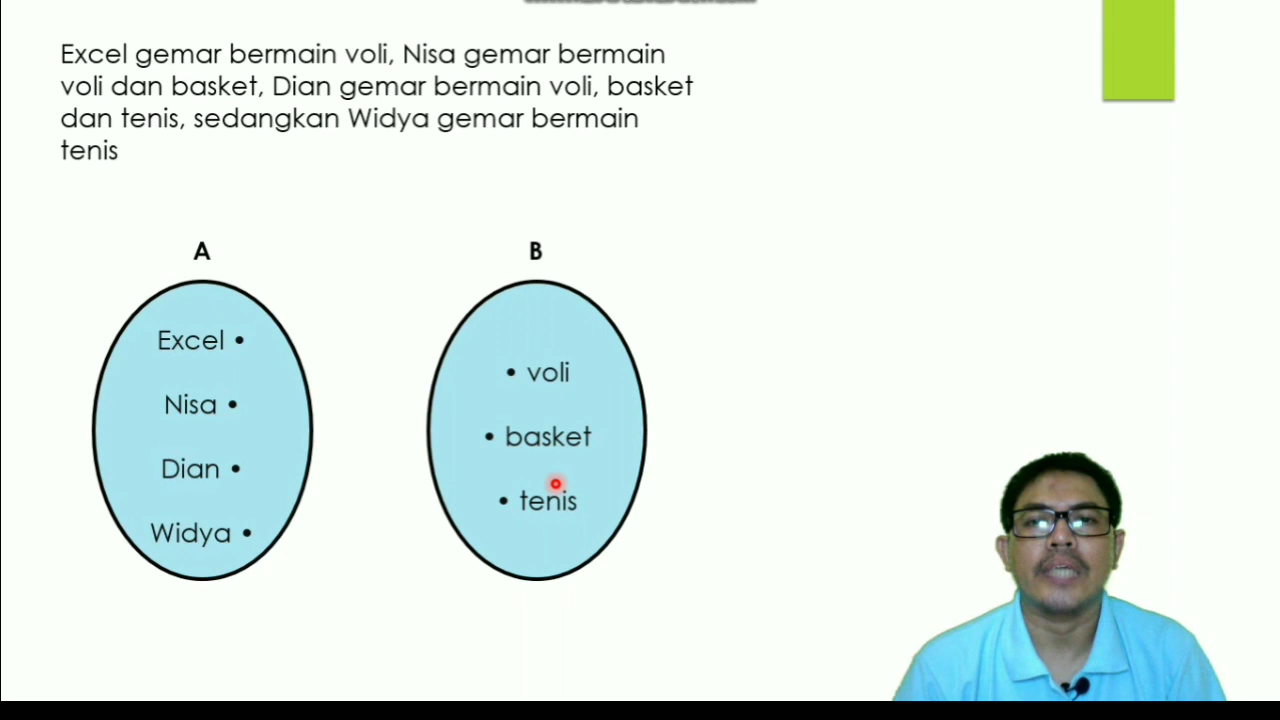 Excel gemar bermain voli, Nisa gemar bermain
voli dan basket, Dian gemar bermain voli, basket
dan tenis, sedangkan Widya gemar bermain
tenis
A
Excel •
Nisa •
Dian •
Widya •
B
• voli
• basket
• tenis